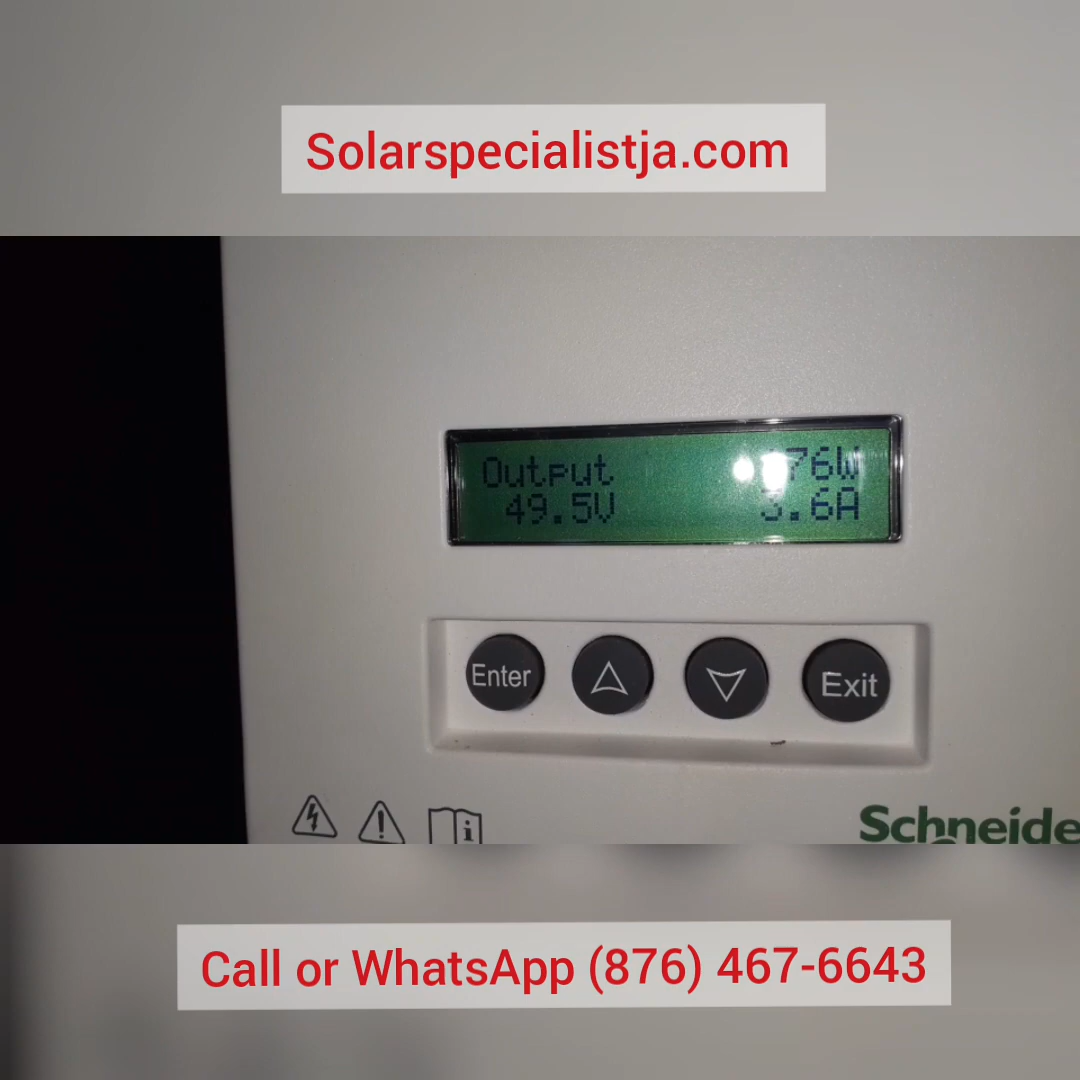 Solarspecialistja.com
Output 76W
49.5V 3.6A
Enter
Exit
Schneide
Call or WhatsApp (876) 467-6643